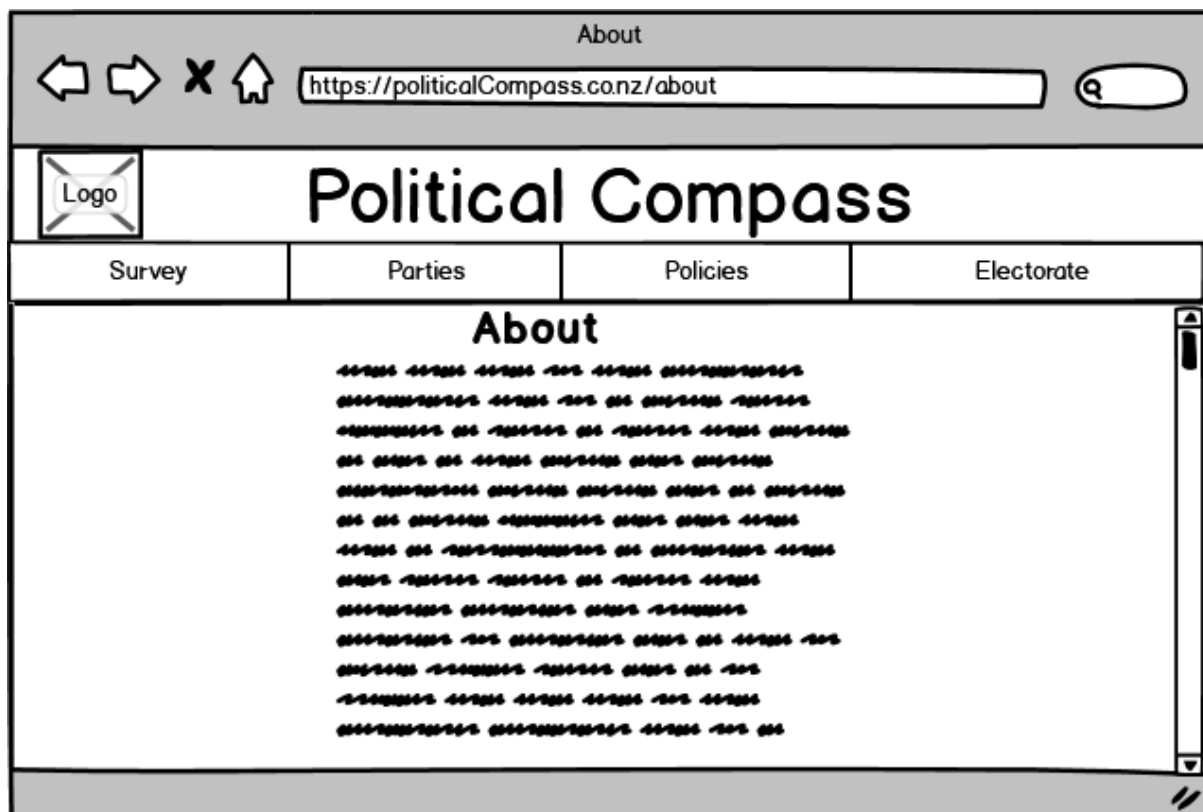 About
https://politicalCompass.co.nz/about
Logo
Political Compass
Survey Parties Policies Electorate
About